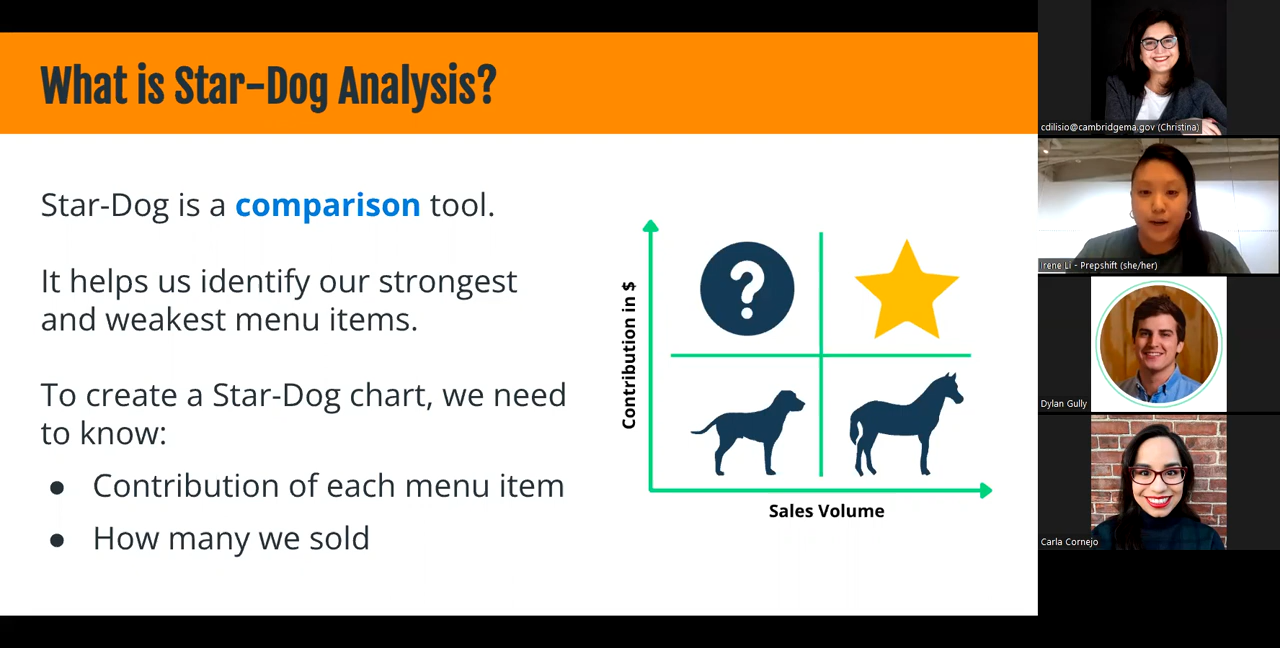 What is Star-Dog Analysis?
Star-Dog is a comparison tool.
It helps us identify our strongest
and weakest menu items.
To create a Star-Dog chart, we need
to know:
● Contribution of each menu item
● How many we sold
Contribution in $
?
Sales Volume
cdilisio@cambridgema.gov (Christina)
Irene Li - Prepshift (she/her)
Dylan Gully
Carla Cornejo